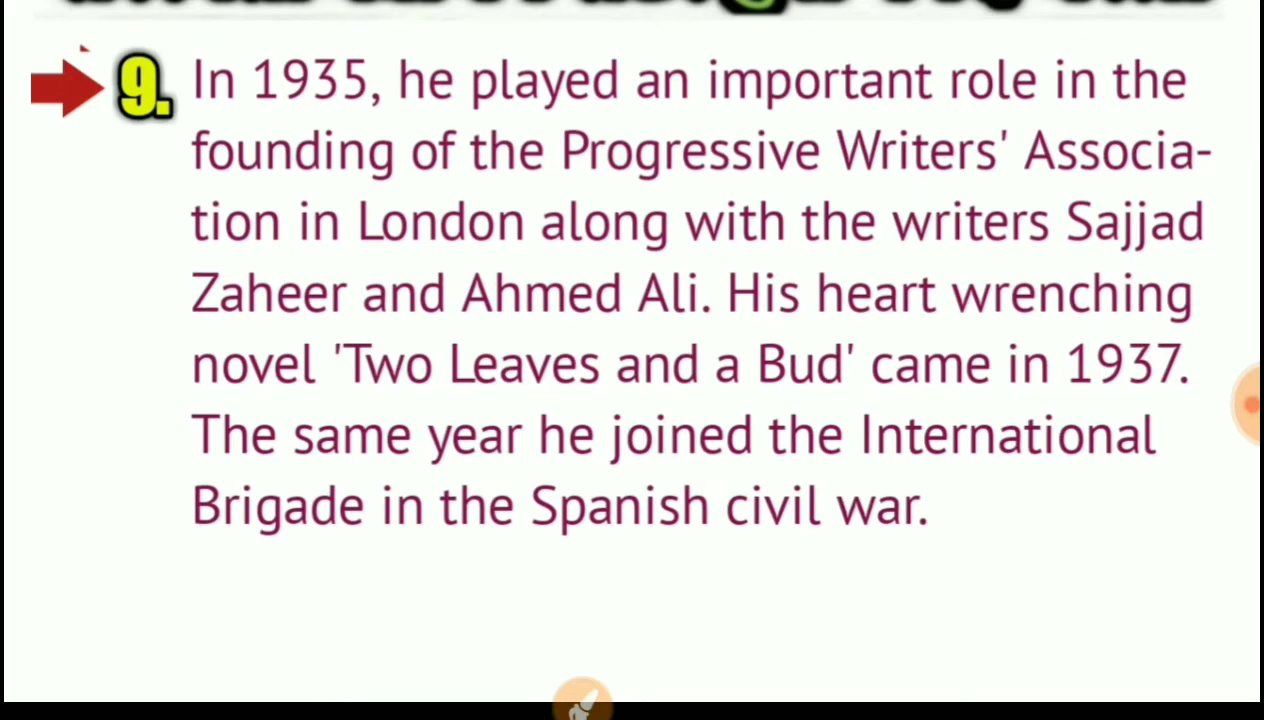 9. In 1935, he played an important role in the
founding of the Progressive Writers' Associa-
tion in London along with the writers Sajjad
Zaheer and Ahmed Ali. His heart wrenching
novel 'Two Leaves and a Bud' came in 1937.
The same year he joined the International
Brigade in the Spanish civil war.